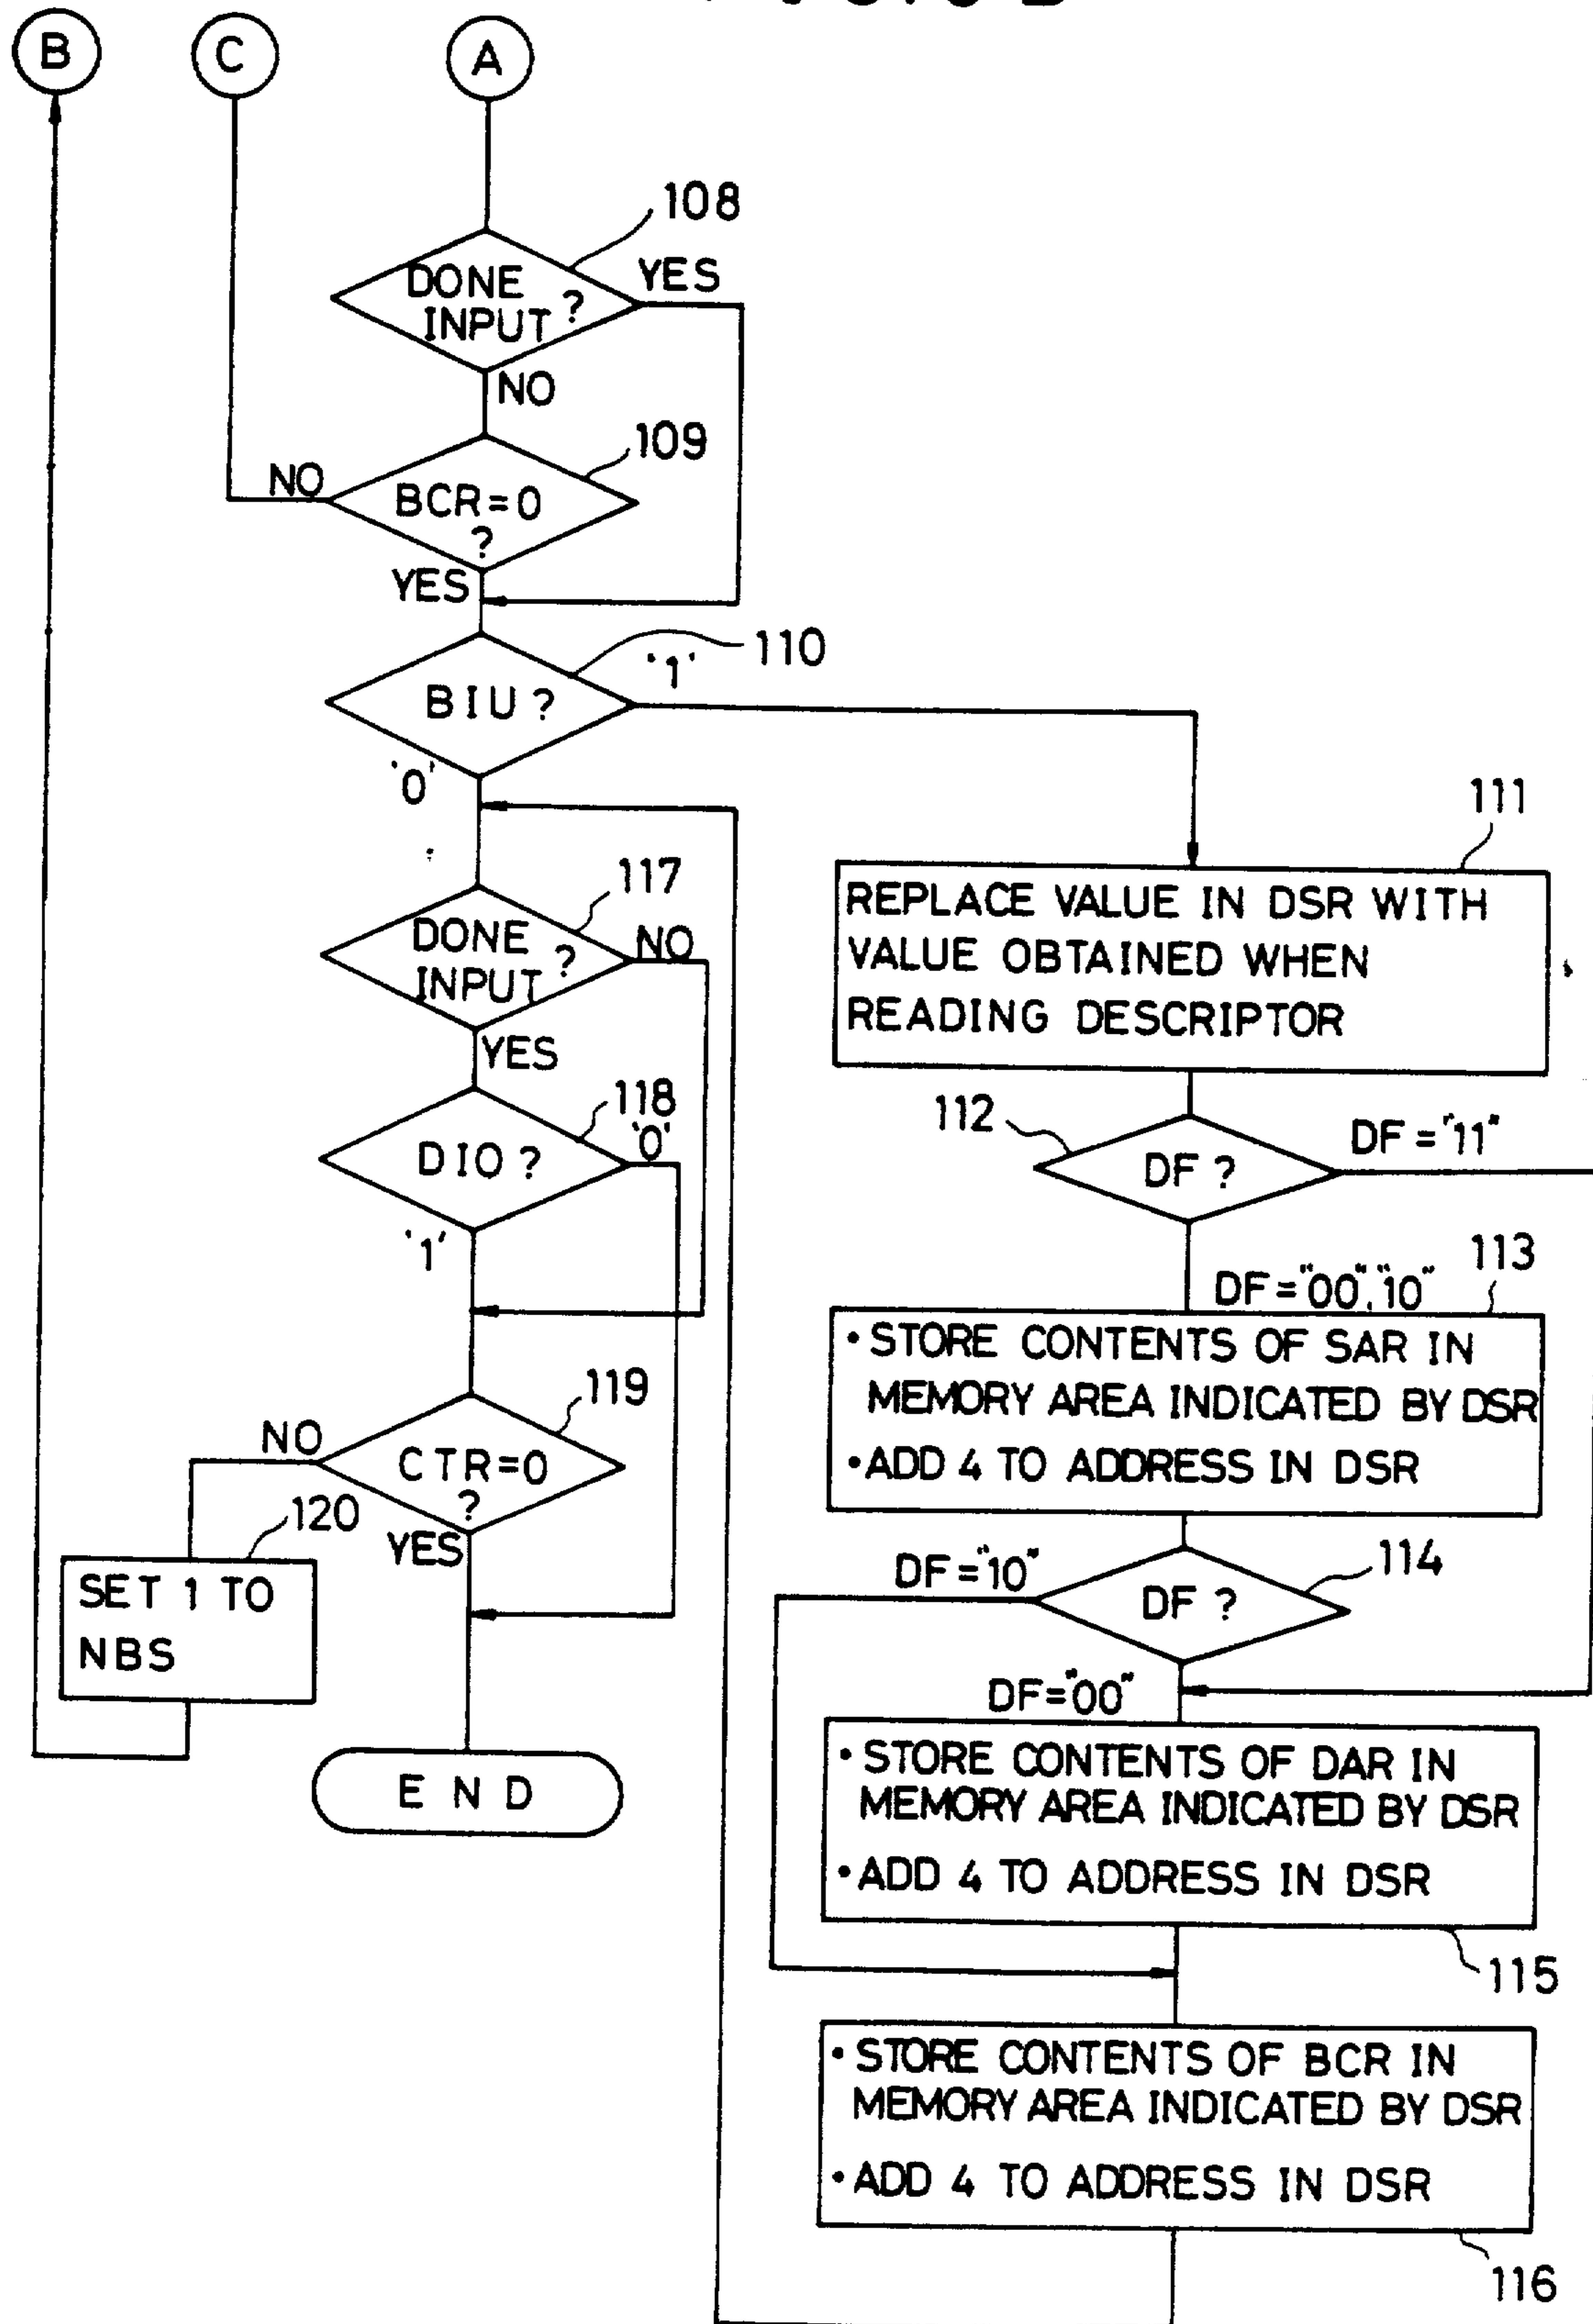 B
C
A
108
DONE
INPUT ?
YES
NO
109
NO
BCR=0
?
YES
110
BIU ?
'1'
'0'
111
REPLACE VALUE IN DSR WITH
VALUE OBTAINED WHEN
READING DESCRIPTOR
117
DONE
INPUT ?
NO
YES
112
DF ?
DF="11"
118
DIO ?
'0'
'1'
DF="00","10"
113
•STORE CONTENTS OF SAR IN
MEMORY AREA INDICATED BY DSR
•ADD 4 TO ADDRESS IN DSR
119
NO
CTR=0
?
YES
120
SET 1 TO
NBS
DF="10"
114
DF ?
DF="00"
END
•STORE CONTENTS OF DAR IN
MEMORY AREA INDICATED BY DSR
•ADD 4 TO ADDRESS IN DSR
115
•STORE CONTENTS OF BCR IN
MEMORY AREA INDICATED BY DSR
•ADD 4 TO ADDRESS IN DSR
116